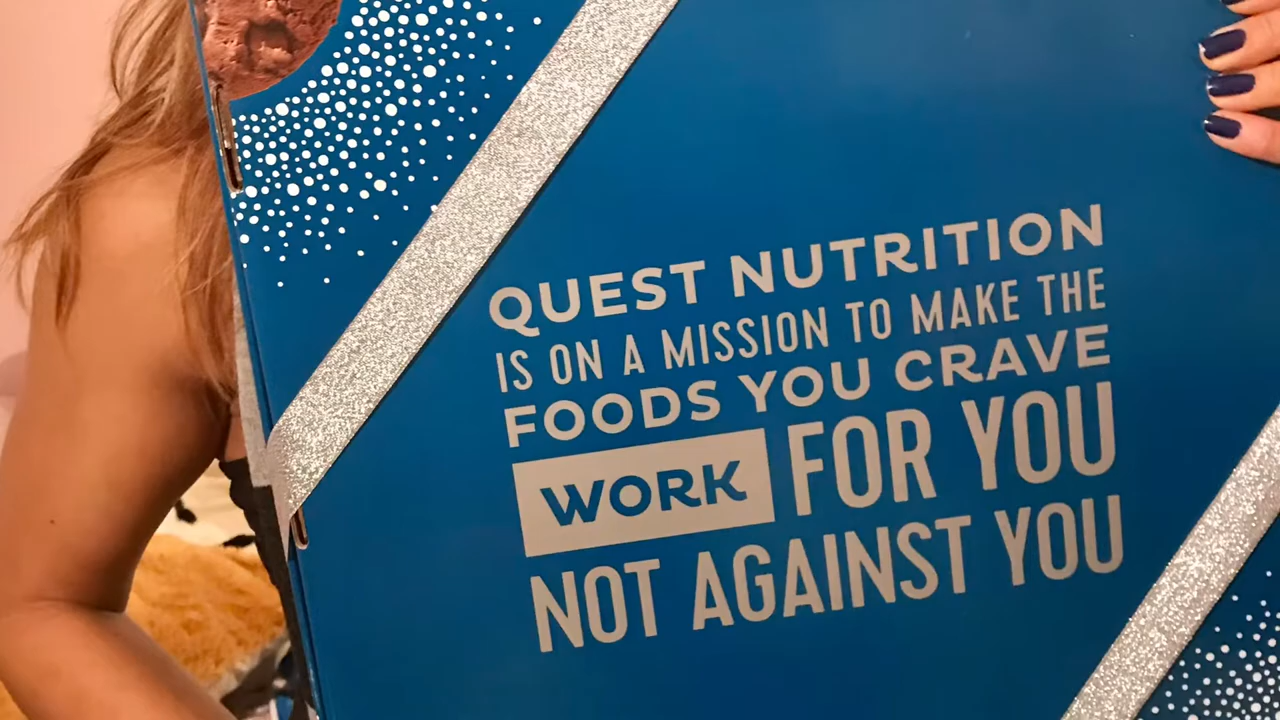 QUEST NUTRITION
IS ON A MISSION TO MAKE THE
FOODS YOU CRAVE
WORK FOR YOU
NOT AGAINST YOU